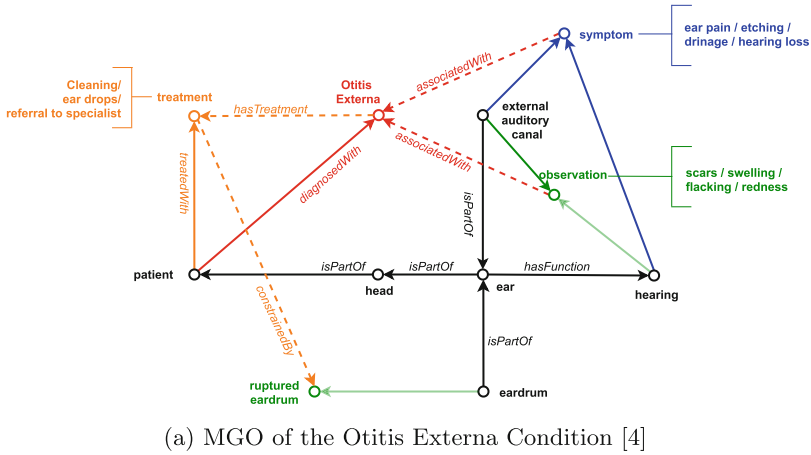 symptom
ear pain / etching /
drinage / hearing loss
associatedWith
Cleaning/
ear drops/
referral to specialist
treatment
hasTreatment
Otitis
Externa
external
auditory
canal
associatedWith
observation
scars / swelling /
flacking / redness
treatedWith
diagnosedWith
isPartOf
patient
isPartOf
head
isPartOf
ear
hasFunction
hearing
constrainedBy
isPartOf
ruptured
eardrum
eardrum
(a) MGO of the Otitis Externa Condition [4]